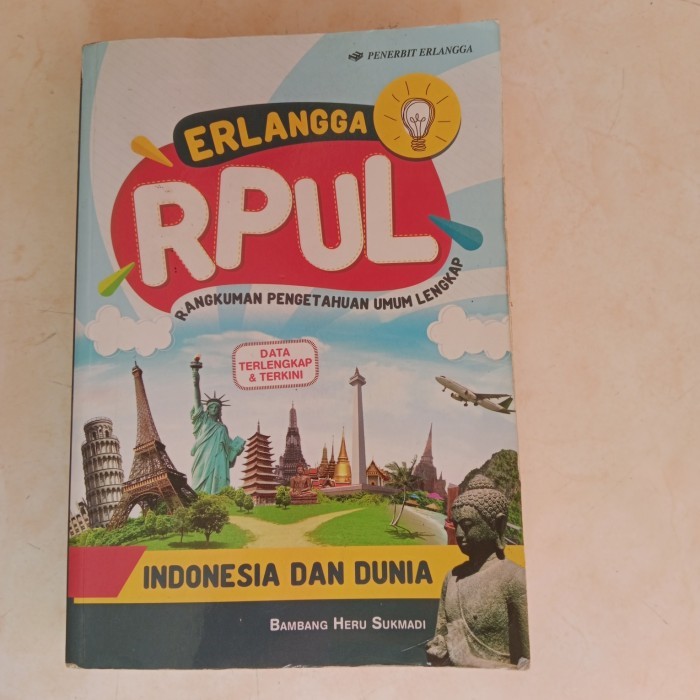 PENERBIT ERLANGGA
ERLANGGA
RPUL
RANGKUMAN PENGETAHUAN UMUM LENGKAP
DATA
TERLENGKAP
& TERKINI
INDONESIA DAN DUNIA
BAMBANG HERU SUKMADI